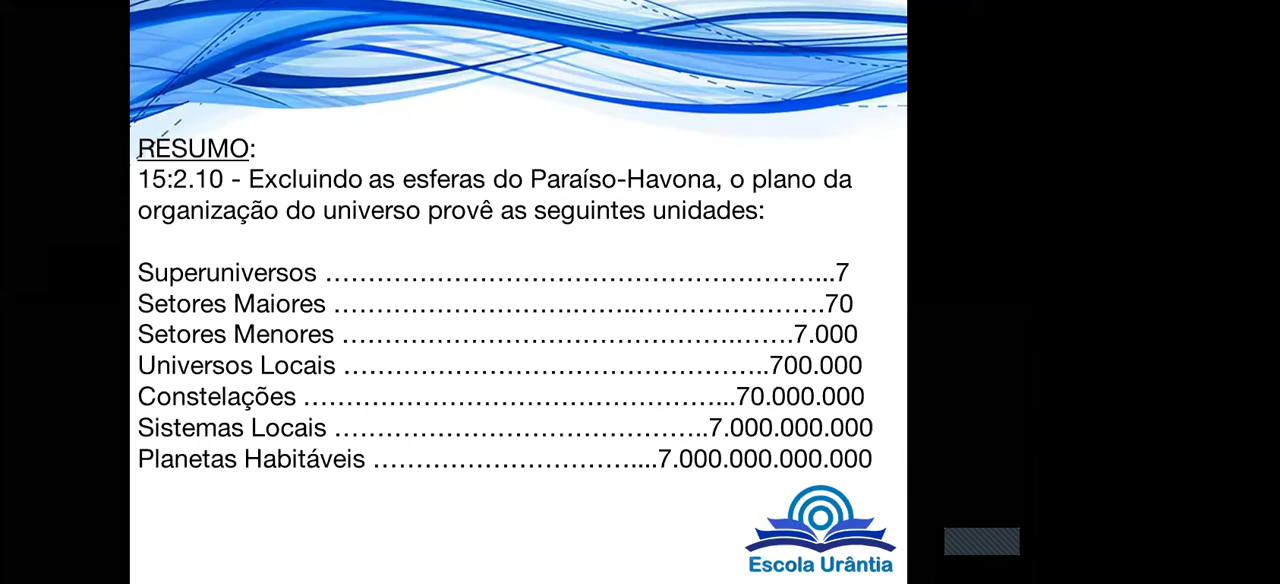 RESUMO:
15:2.10 - Excluindo as esferas do Paraíso-Havona, o plano da
organização do universo provê as seguintes unidades:
Superuniversos …………………………………………………...7
Setores Maiores ……………………….……...………………….70
Setores Menores ……………………………………….…….7.000
Universos Locais …………………………………………..700.000
Constelações …………………………………………...70.000.000
Sistemas Locais ……………………………………..7.000.000.000
Planetas Habitáveis …………………………....7.000.000.000.000
Escola Urântia